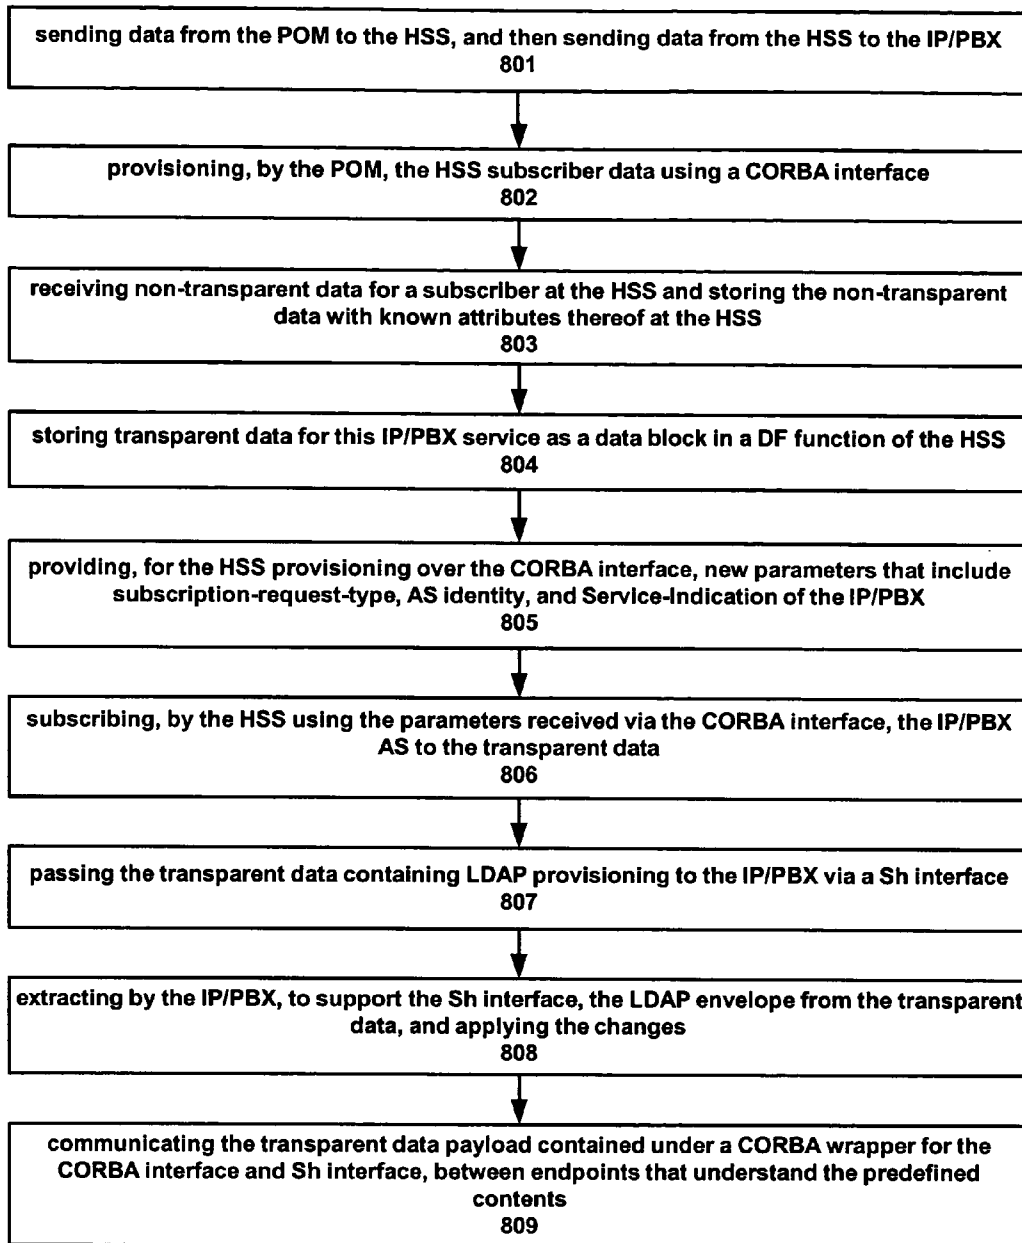 sending data from the POM to the HSS, and then sending data from the HSS to the IP/PBX
801
provisioning, by the POM, the HSS subscriber data using a CORBA interface
802
receiving non-transparent data for a subscriber at the HSS and storing the non-transparent
data with known attributes thereof at the HSS
803
storing transparent data for this IP/PBX service as a data block in a DF function of the HSS
804
providing, for the HSS provisioning over the CORBA interface, new parameters that include
subscription-request-type, AS identity, and Service-Indication of the IP/PBX
805
subscribing, by the HSS using the parameters received via the CORBA interface, the IP/PBX
AS to the transparent data
806
passing the transparent data containing LDAP provisioning to the IP/PBX via a Sh interface
807
extracting by the IP/PBX, to support the Sh interface, the LDAP envelope from the transparent
data, and applying the changes
808
communicating the transparent data payload contained under a CORBA wrapper for the
CORBA interface and Sh interface, between endpoints that understand the predefined
contents
809